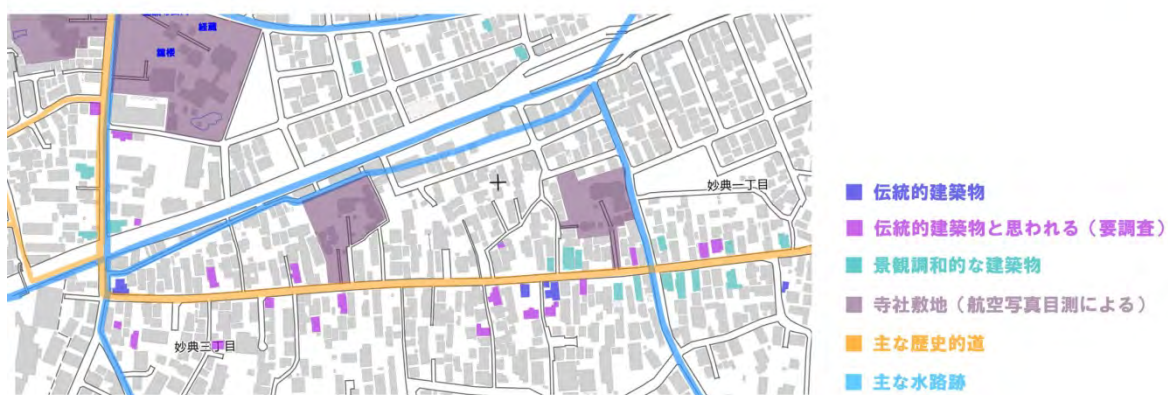 経蔵
鐘楼
妙典一丁目
妙典三丁目
伝統的建築物
伝統的建築物と思われる（要調査）
景観調和的な建築物
寺社敷地（航空写真目測による）
主な歴史的道
主な水路跡